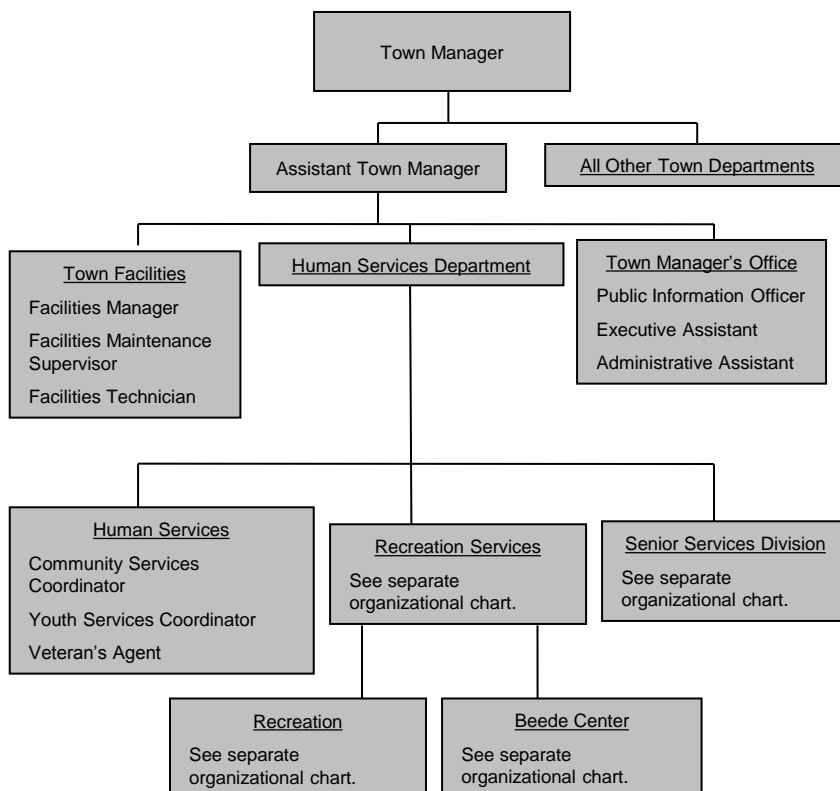 Town Manager
Assistant Town Manager
All Other Town Departments
Town Facilities
Facilities Manager
Facilities Maintenance
Supervisor
Facilities Technician
Human Services Department
Town Manager’s Office
Public Information Officer
Executive Assistant
Administrative Assistant
Human Services
Community Services
Coordinator
Youth Services Coordinator
Veteran’s Agent
Recreation Services
See separate
organizational chart.
Senior Services Division
See separate
organizational chart.
Recreation
See separate
organizational chart.
Beede Center
See separate
organizational chart.